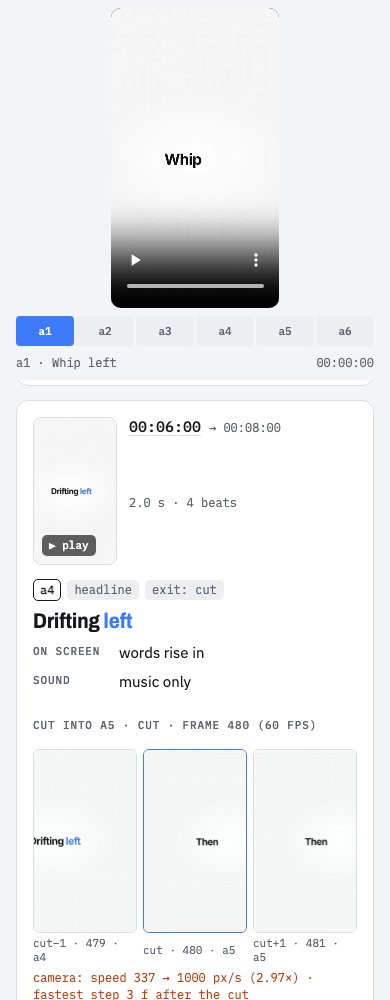 Whip
a1 a2 a3 a4 a5 a6
a1 · Whip left 00:00:00
00:06:00 → 00:08:00
Drifting left
▶ play
2.0 s · 4 beats
a4 headline exit: cut
Drifting left
ON SCREEN words rise in
SOUND music only
CUT INTO A5 · CUT · FRAME 480 (60 FPS)
Drifting left
Then
Then
cut−1 · 479 ·
a4
cut · 480 · a5
cut+1 · 481 ·
a5
camera: speed 337 → 1000 px/s (2.97×) ·
fastest step 3 f after the cut